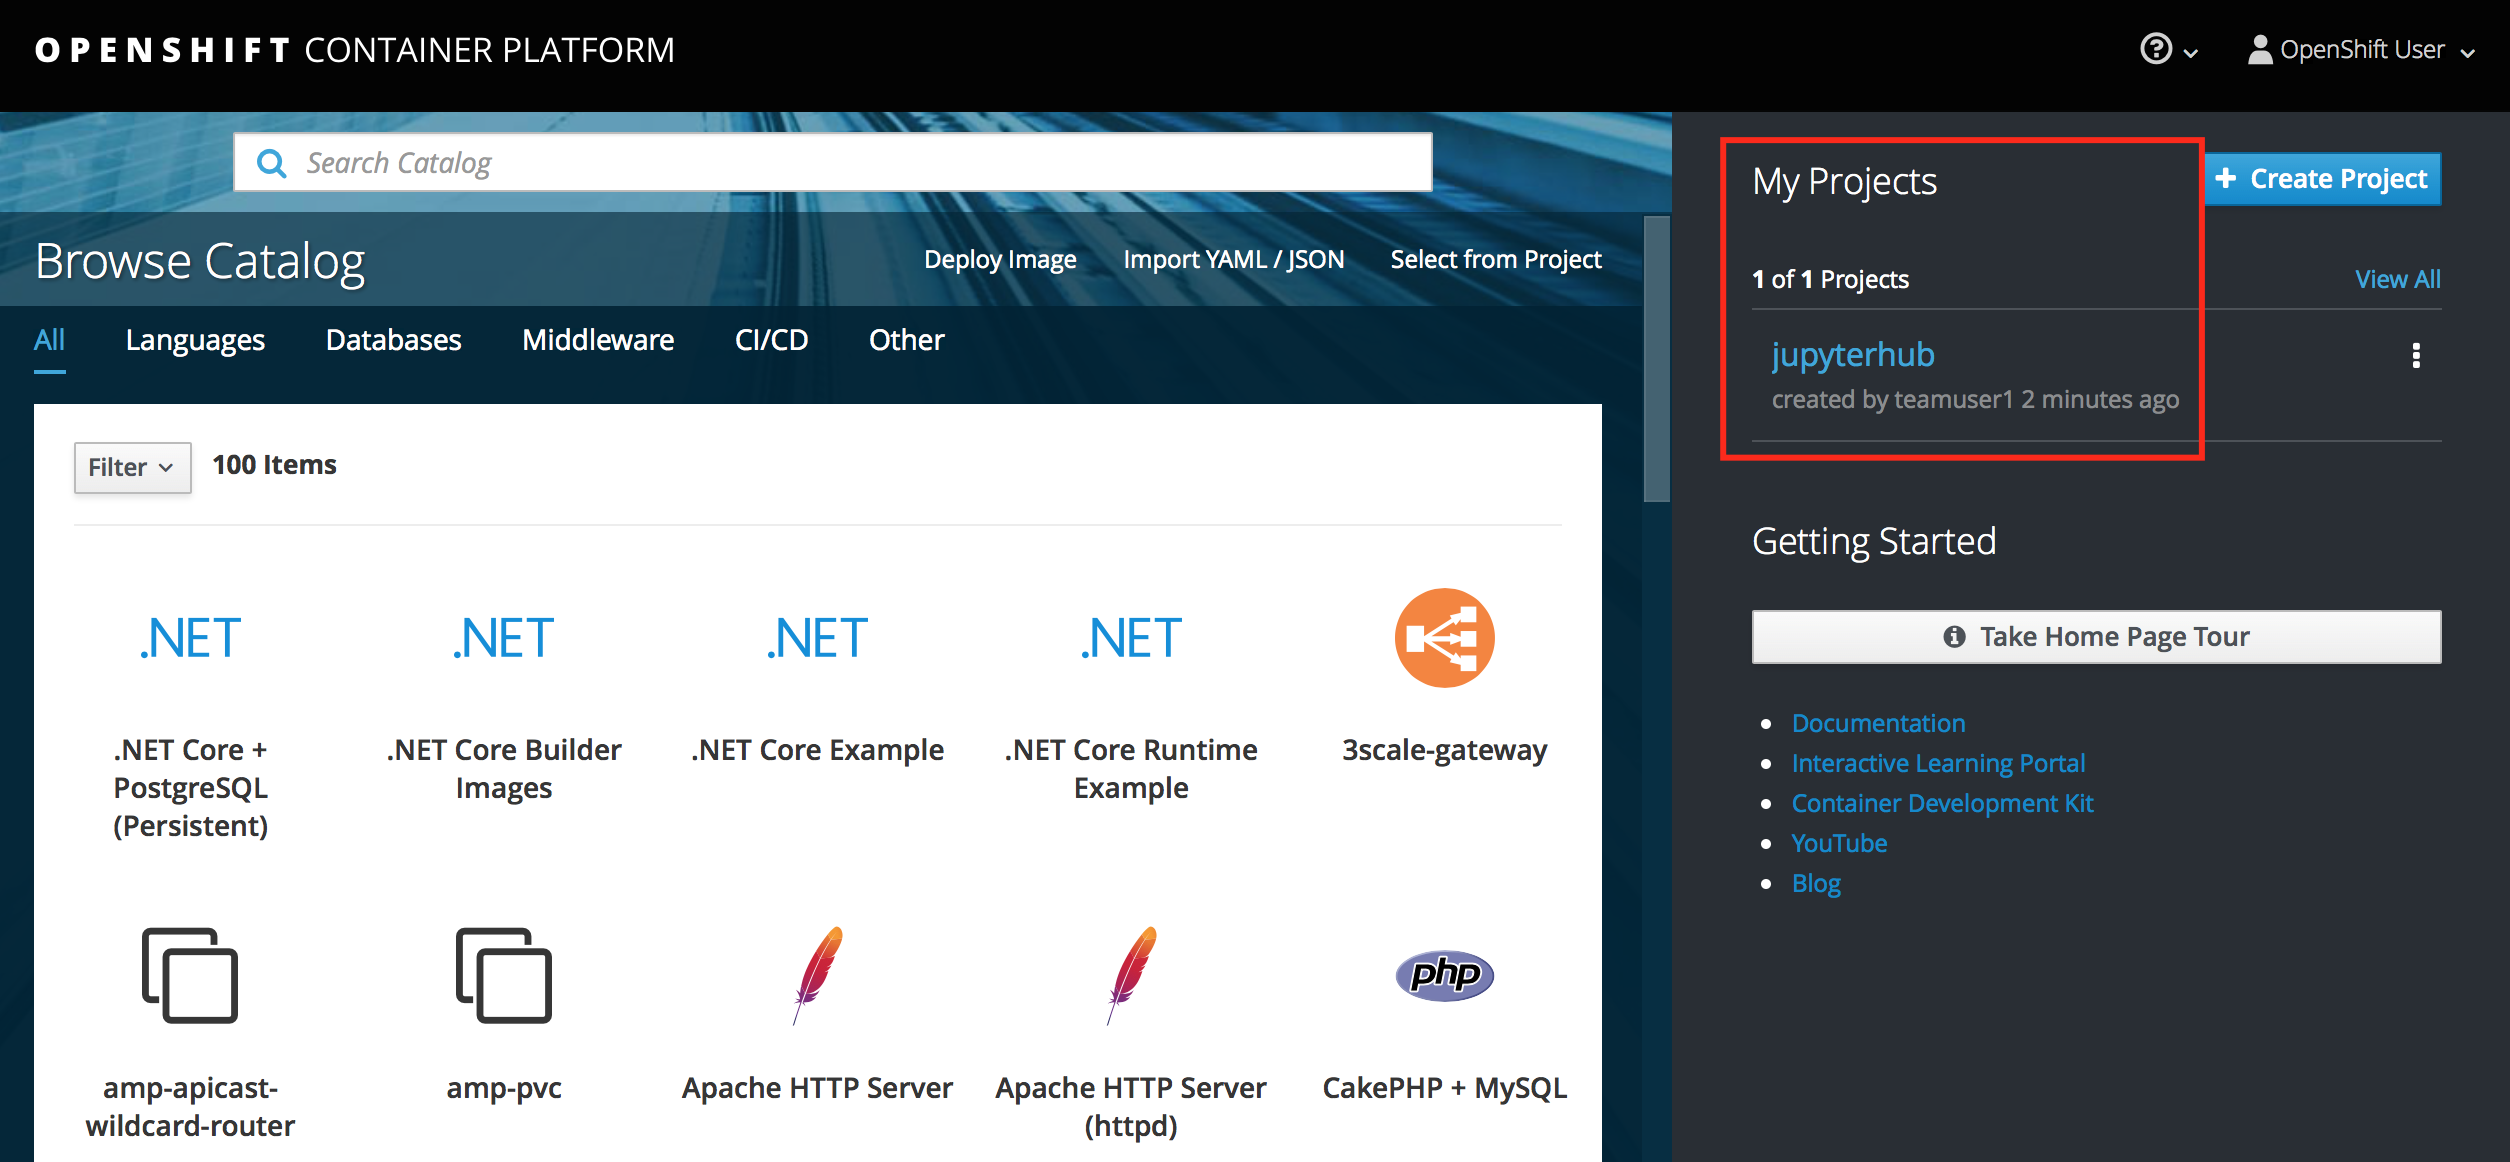 OPENSHIFT CONTAINER PLATFORM
OpenShift User
Search Catalog
Browse Catalog
Deploy Image
Import YAML / JSON
Select from Project
All
Languages
Databases
Middleware
CI/CD
Other
Filter
100 Items
.NET
.NET
.NET
.NET
.NET Core +
PostgreSQL
(Persistent)
.NET Core Builder
Images
.NET Core Example
.NET Core Runtime
Example
3scale-gateway
php
amp-apicast-
wildcard-router
amp-pvc
Apache HTTP Server
Apache HTTP Server
(httpd)
CakePHP + MySQL
My Projects
Create Project
1 of 1 Projects
View All
jupyterhub
created by teamuser1 2 minutes ago
Getting Started
Take Home Page Tour
Documentation
Interactive Learning Portal
Container Development Kit
YouTube
Blog